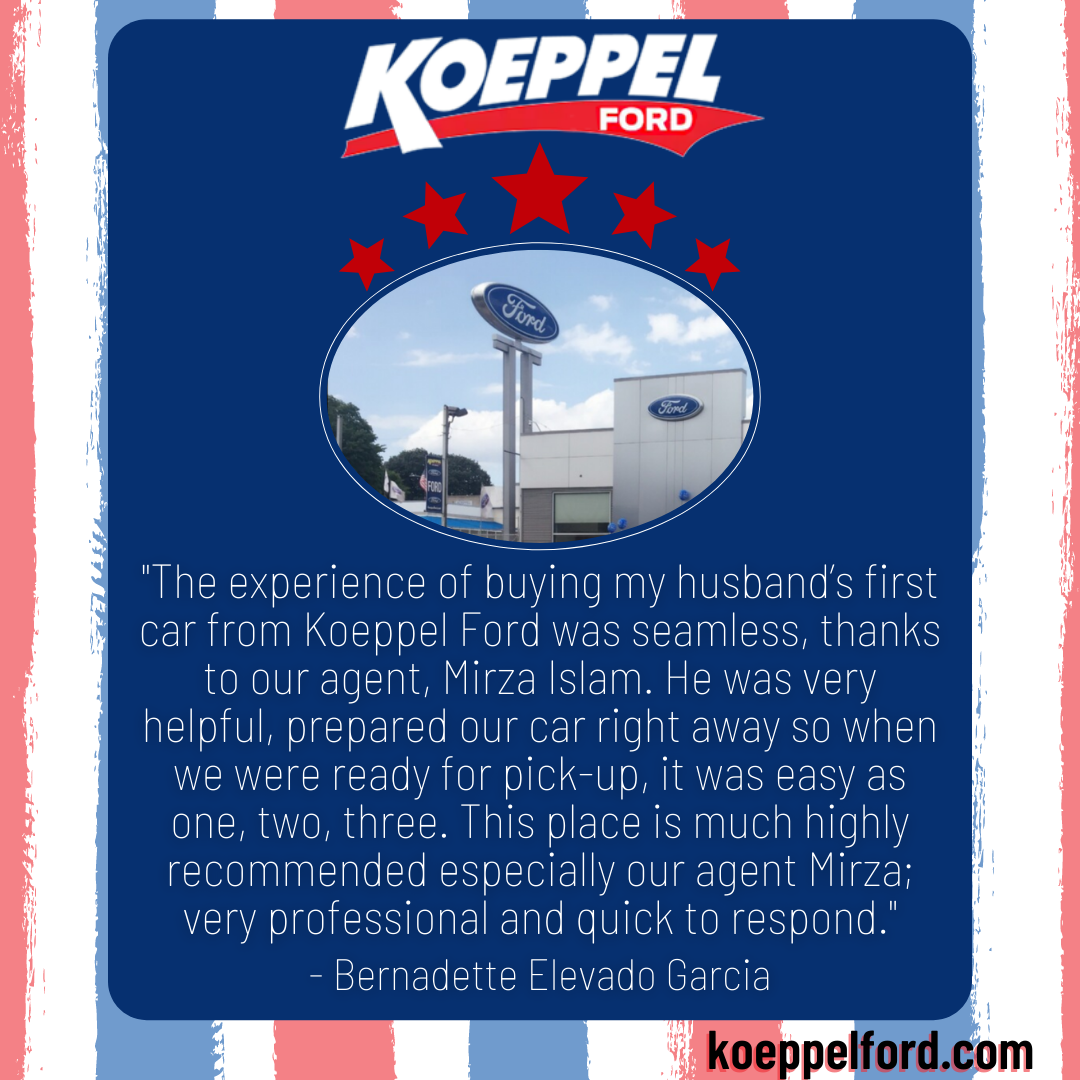 KOEPPEL
FORD
Ford
Ford
FORD
"The experience of buying my husband's first
car from Koeppel Ford was seamless, thanks
to our agent, Mirza Islam. He was very
helpful, prepared our car right away so when
we were ready for pick-up, it was easy as
one, two, three. This place is much highly
recommended especially our agent Mirza;
very professional and quick to respond."
- Bernadette Elevado Garcia
koeppelford.com